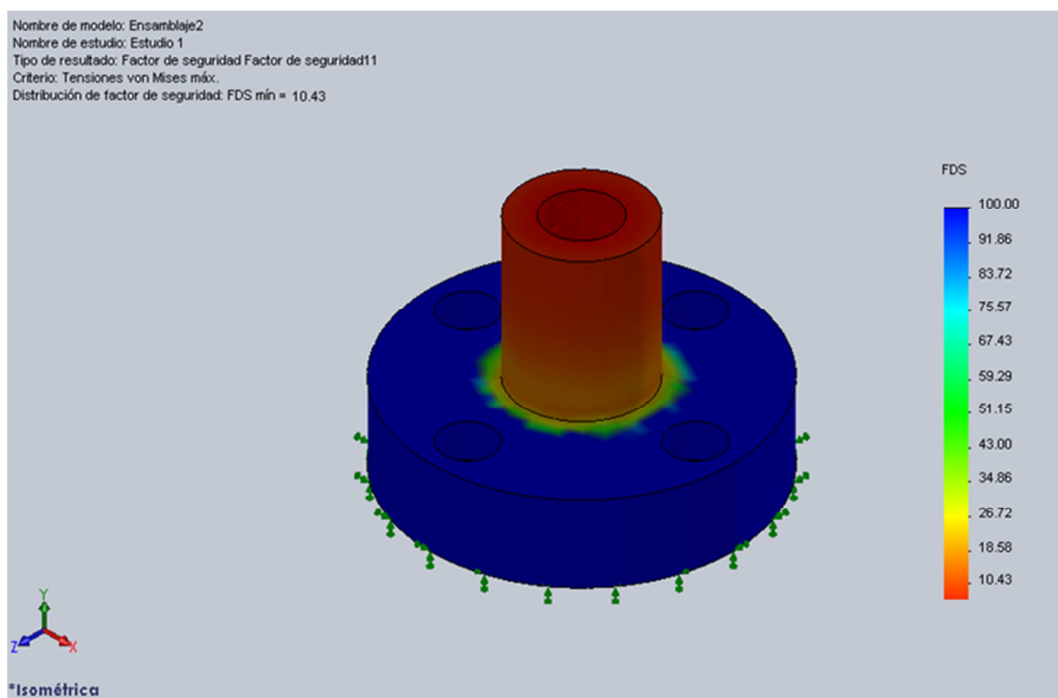 Nombre de modelo: Ensamblaje2
Nombre de estudio: Estudio 1
Tipo de resultado: Factor de seguridad Factor de seguridad11
Criterio: Tensiones von Mises máx.
Distribución de factor de seguridad: FDS mín = 10.43
FDS
100.00
91.86
83.72
75.57
67.43
59.29
51.15
43.00
34.86
26.72
18.58
10.43
Y
Z
X
*Isométrica